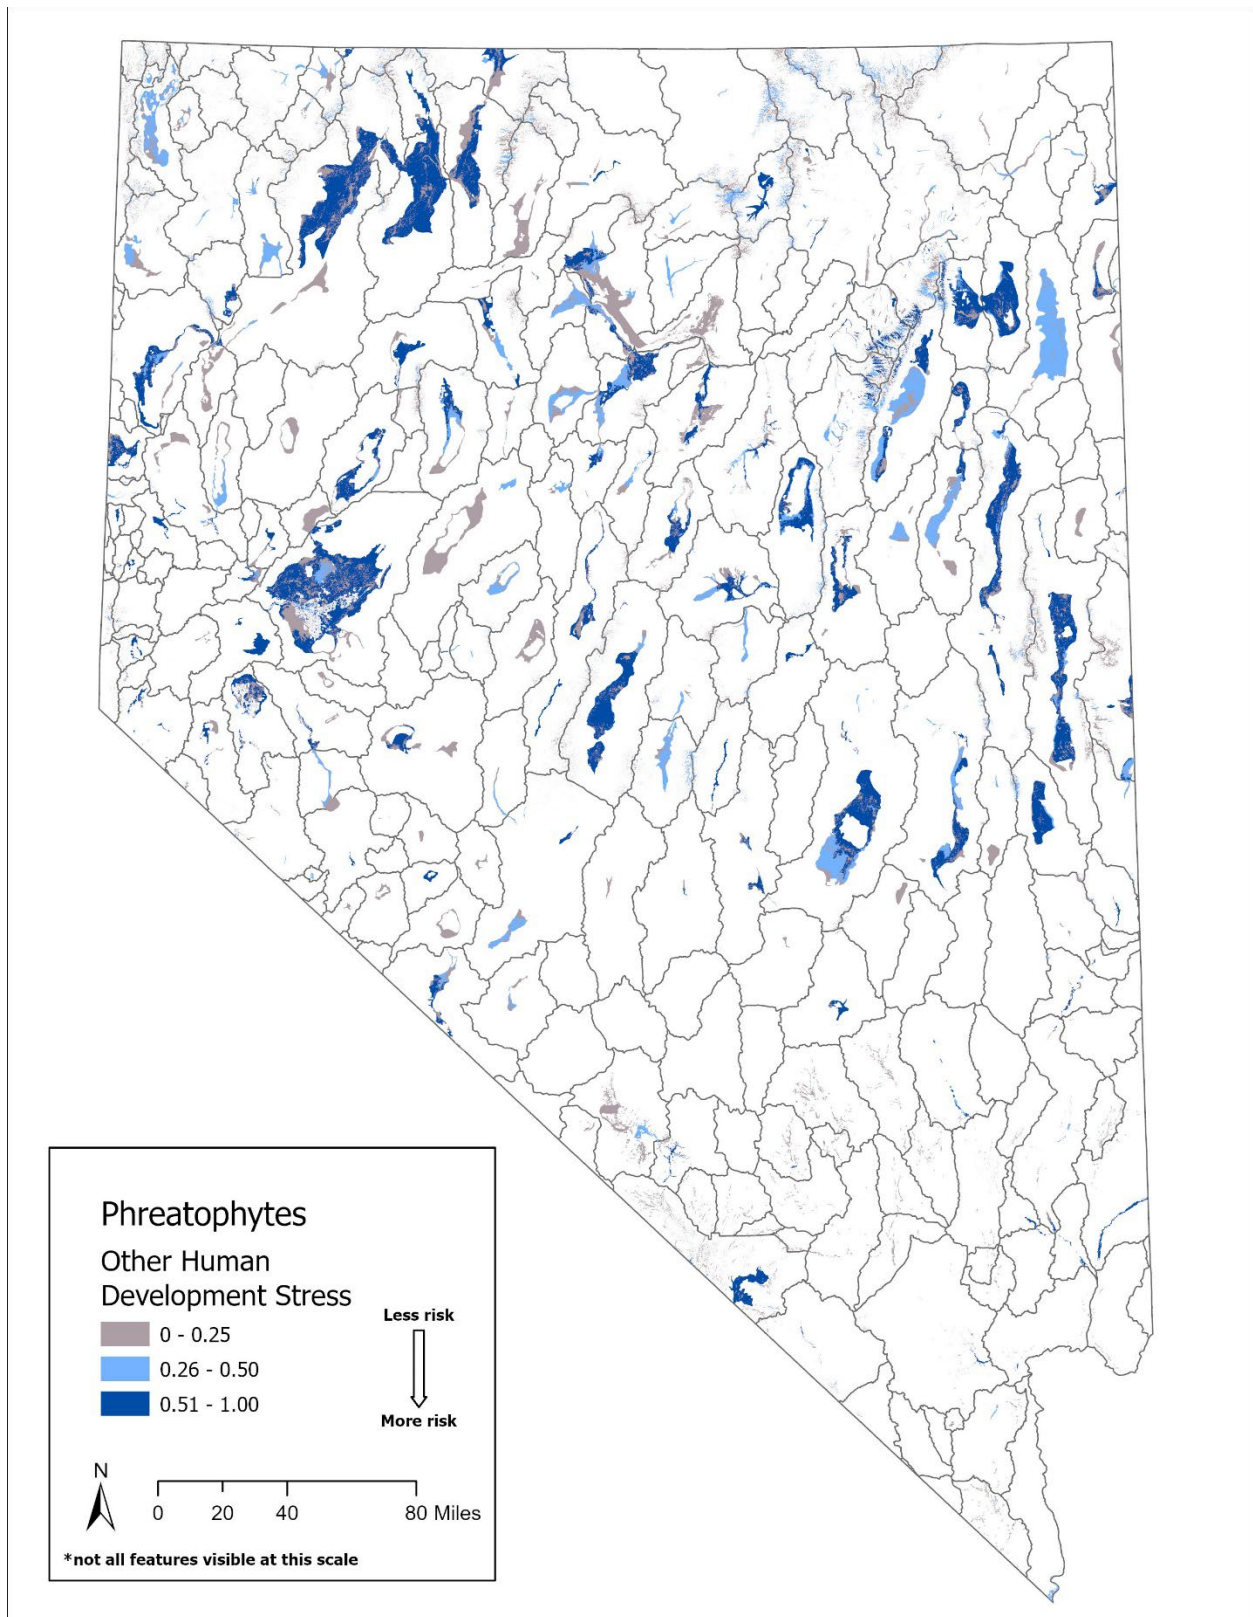 Phreatophytes
Other Human
Development Stress
Less risk
0 - 0.25
0.26 - 0.50
0.51 - 1.00
More risk
N
0 20 40 80 Miles
*not all features visible at this scale